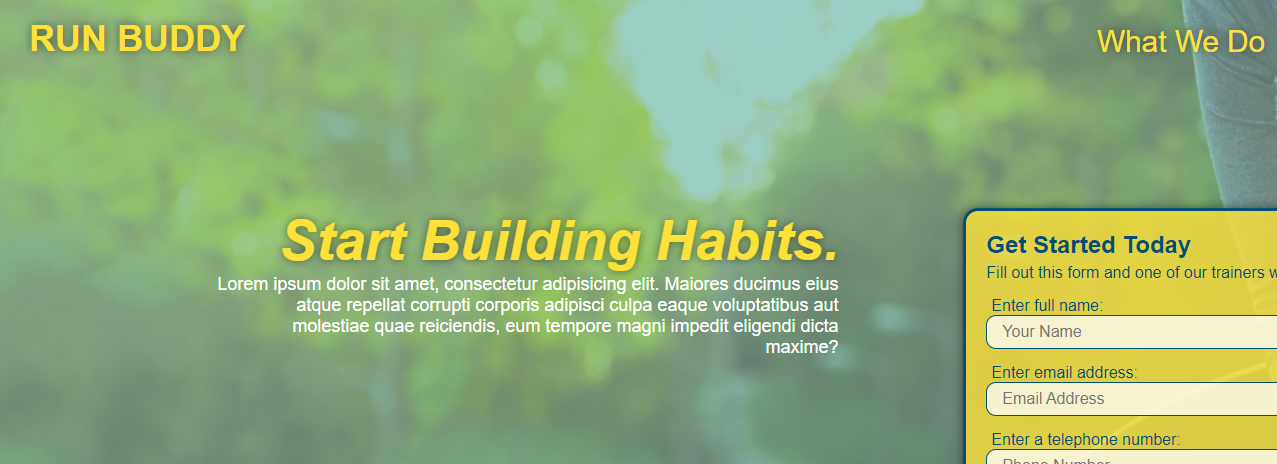 RUN BUDDY
What We Do
Start Building Habits.
Lorem ipsum dolor sit amet, consectetur adipisicing elit. Maiores ducimus eius
atque repellat corrupti corporis adipisci culpa eaque voluptatibus aut
molestiae quae reiciendis, eum tempore magni impedit eligendi dicta
maxime?
Get Started Today
Fill out this form and one of our trainers
Enter full name:
Your Name
Enter email address:
Email Address
Enter a telephone number:
Phone Number